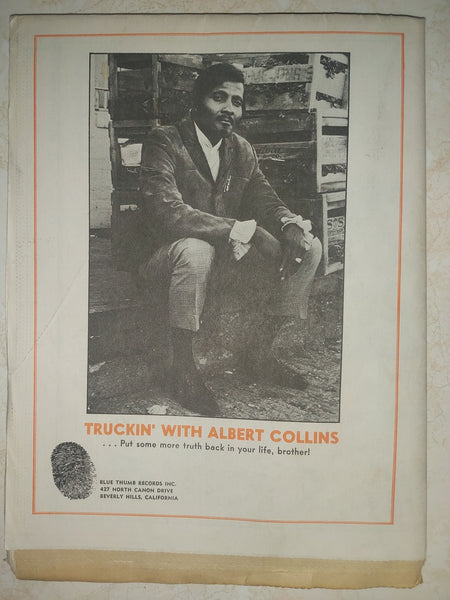 TRUCKIN' WITH ALBERT COLLINS
. . . Put some more truth back in your life, brother!
BLUE THUMB RECORDS INC.
427 NORTH CANON DRIVE
BEVERLY HILLS, CALIFORNIA